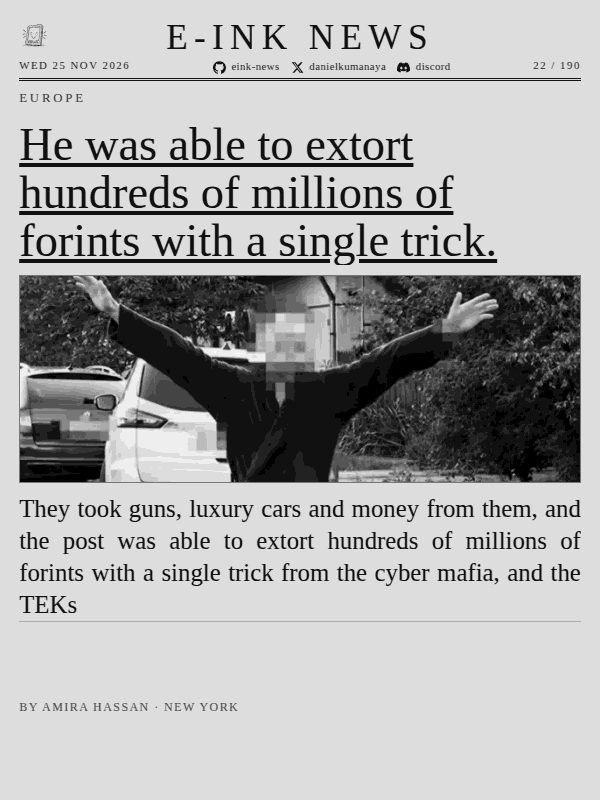 E-INK NEWS
WED 25 NOV 2026
eink-news danielkumanaya discord
22 / 190
EUROPE
He was able to extort
hundreds of millions of
forints with a single trick.
They took guns, luxury cars and money from them, and
the post was able to extort hundreds of millions of
forints with a single trick from the cyber mafia, and the
TEKs
BY AMIRA HASSAN · NEW YORK